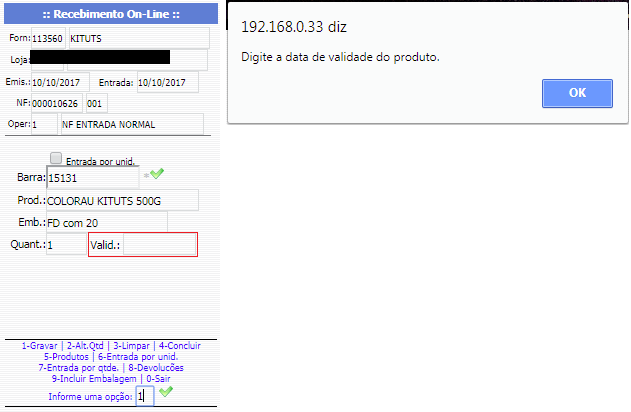 :: Recebimento On-Line ::
Forn: 113560 KITUTS
Loja:
Emis.: 10/10/2017 Entrada: 10/10/2017
NF: 000010626 001
Oper: 1 NF ENTRADA NORMAL
Entrada por unid.
Barra: 15131 *
Prod.: COLORAU KITUTS 500G
Emb.: FD com 20
Quant.: 1 Valid.:
1-Gravar | 2-Alt.Qtd | 3-Limpar | 4-Concluir
5-Produtos | 6-Entrada por unid.
7-Entrada por qtde. | 8-Devolucões
9-Incluir Embalagem | 0-Sair
Informe uma opção: 1
192.168.0.33 diz
Digite a data de validade do produto.
OK